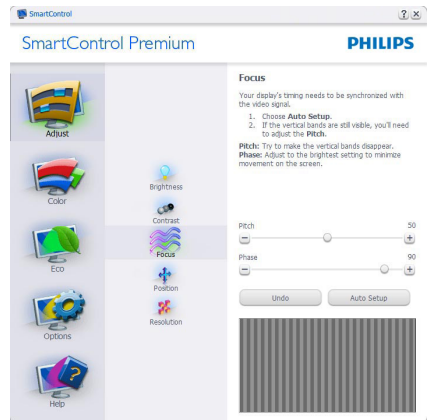 SmartControl
SmartControl Premium
PHILIPS
Adjust
Color
Eco
Options
Help
Brightness
Contrast
Focus
Position
Resolution
Focus
Your display's timing needs to be synchronized with
the video signal.
1. Choose Auto Setup.
2. If the vertical bands are still visible, you'll need
to adjust the Pitch.
Pitch: Try to make the vertical bands disappear.
Phase: Adjust to the brightest setting to minimize
movement on the screen.
Pitch 50
Phase 90
Undo Auto Setup